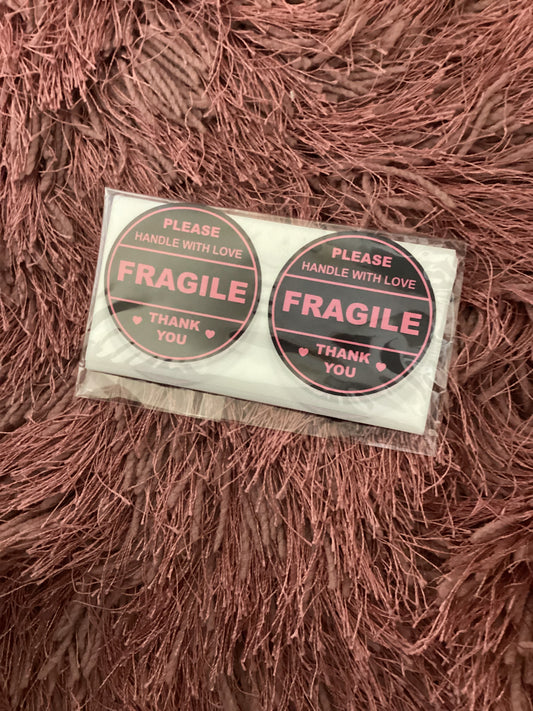 PLEASE
HANDLE WITH LOVE
FRAGILE
THANK
YOU
PLEASE
HANDLE WITH LOVE
FRAGILE
THANK
YOU